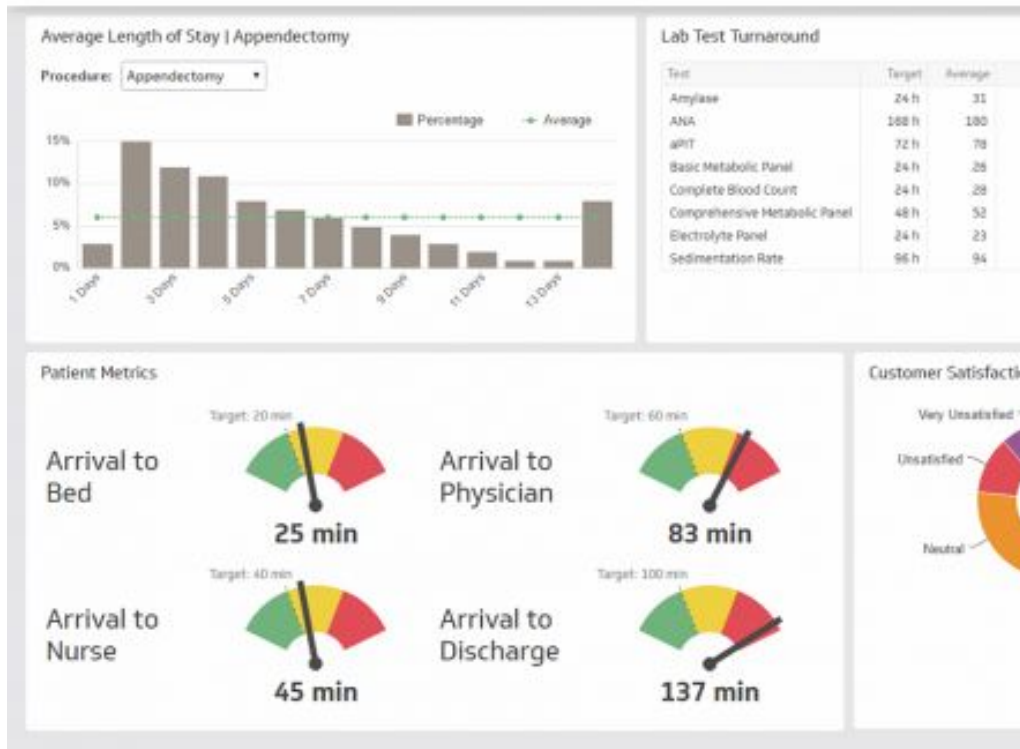 Average Length of Stay | Appendectomy
Procedure: Appendectomy
Percentage Average
15%
10%
5%
0%
1 Days 3 Days 5 Days 7 Days 9 Days 11 Days 13 Days
Lab Test Turnaround
Test Target Average
Amylase 24 h 31
ANA 168 h 180
aPIT 72 h 78
Basic Metabolic Panel 24 h 26
Complete Blood Count 24 h 28
Comprehensive Metabolic Panel 48 h 52
Electrolyte Panel 24 h 23
Sedimentation Rate 96 h 94
Patient Metrics
Target: 20 min
Arrival to
Bed
25 min
Target: 60 min
Arrival to
Physician
83 min
Target: 40 min
Arrival to
Nurse
45 min
Target: 100 min
Arrival to
Discharge
137 min
Customer Satisfacti
Very Unsatisfied
Unsatisfied
Neutral